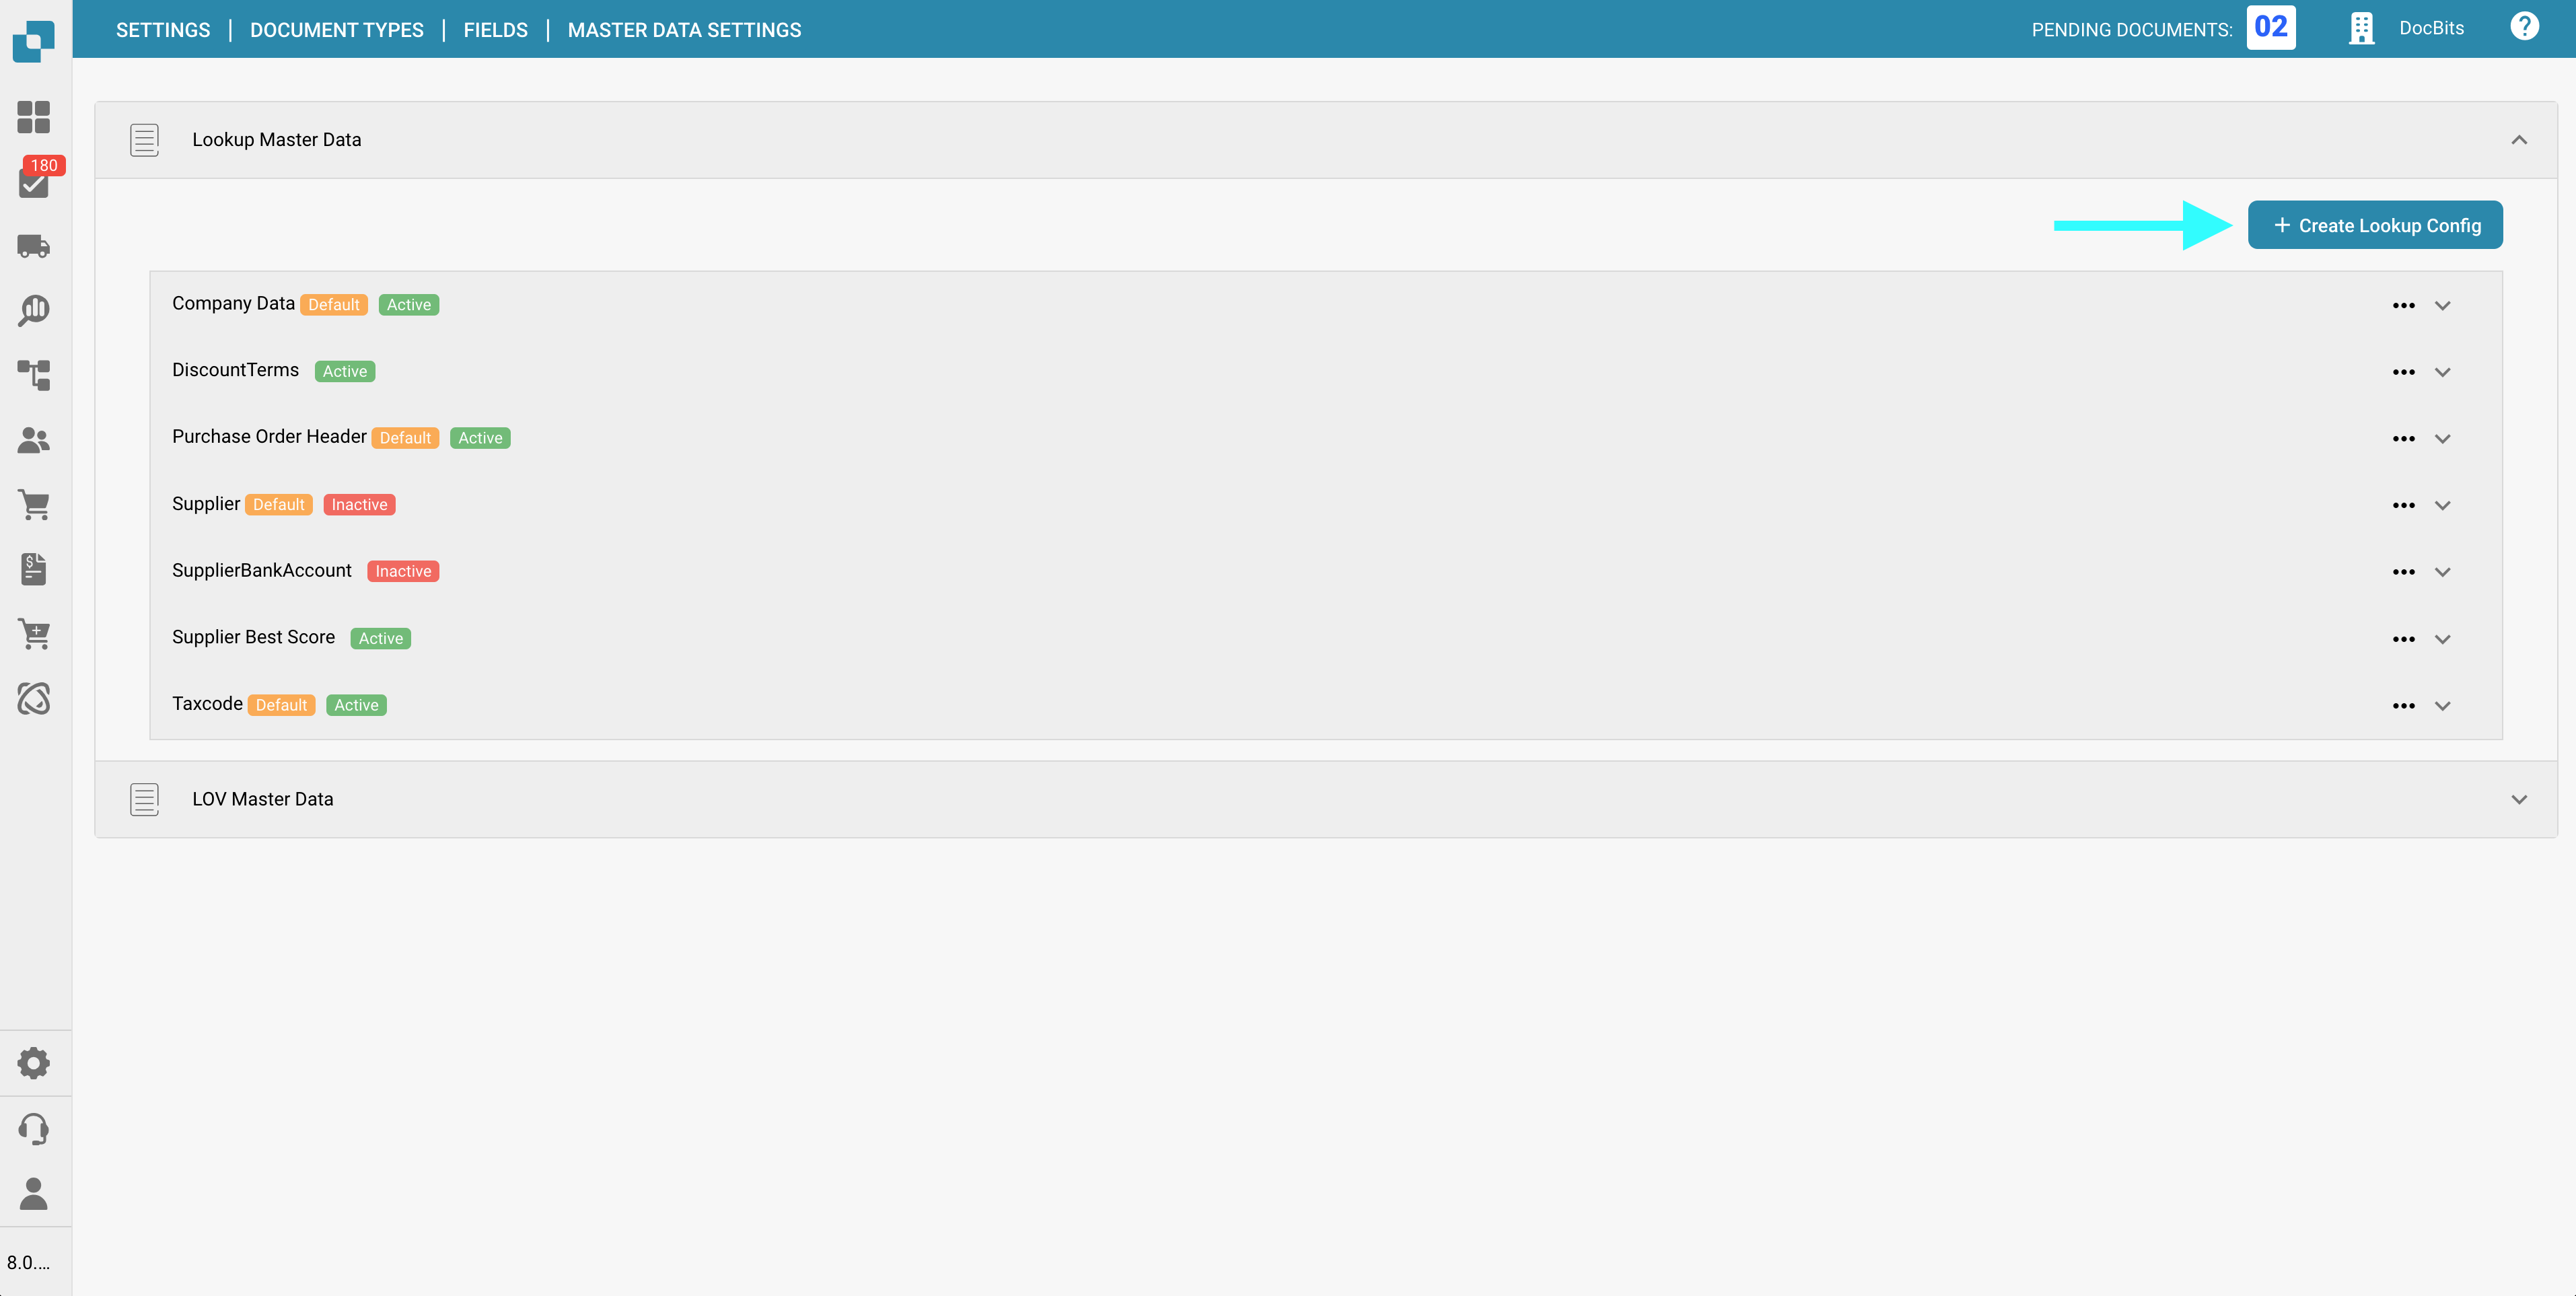 SETTINGS | DOCUMENT TYPES | FIELDS | MASTER DATA SETTINGS
PENDING DOCUMENTS: 02 DocBits ?
180
Lookup Master Data
+ Create Lookup Config
Company Data Default Active
DiscountTerms Active
Purchase Order Header Default Active
Supplier Default Inactive
SupplierBankAccount Inactive
Supplier Best Score Active
Taxcode Default Active
LOV Master Data
8.0....